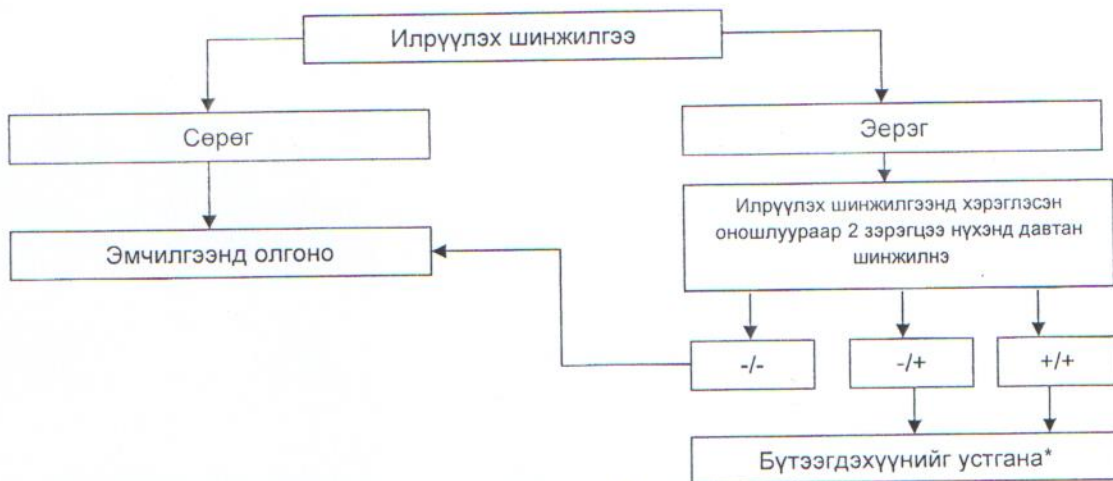 Илрүүлэх шинжилгээ
Сөрөг
Эерэг
Илрүүлэх шинжилгээнд хэрэглэсэн
оношлуураар 2 зэрэгцээ нүхэнд давтан
шинжилнэ
Эмчилгээнд олгоно
-/-
-/+
+/+
Бүтээгдэхүүнийг устгана*